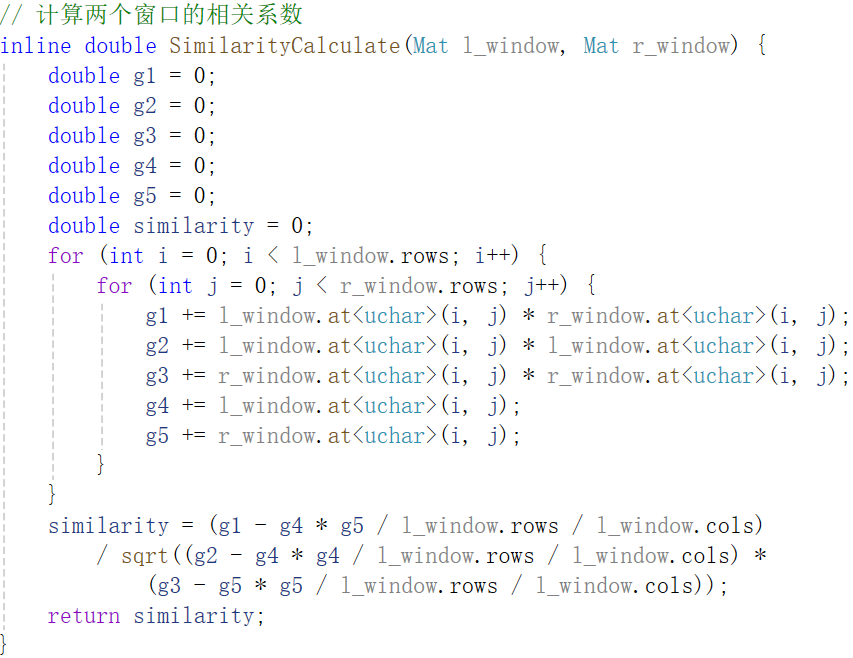 // 计算两个窗口的相关系数
inline double SimilarityCalculate(Mat l_window, Mat r_window) {
    double g1 = 0;
    double g2 = 0;
    double g3 = 0;
    double g4 = 0;
    double g5 = 0;
    double similarity = 0;
    for (int i = 0; i < l_window.rows; i++) {
        for (int j = 0; j < r_window.rows; j++) {
            g1 += l_window.at<uchar>(i, j) * r_window.at<uchar>(i, j);
            g2 += l_window.at<uchar>(i, j) * l_window.at<uchar>(i, j);
            g3 += r_window.at<uchar>(i, j) * r_window.at<uchar>(i, j);
            g4 += l_window.at<uchar>(i, j);
            g5 += r_window.at<uchar>(i, j);
        }
    }
    similarity = (g1 - g4 * g5 / l_window.rows / l_window.cols)
        / sqrt((g2 - g4 * g4 / l_window.rows / l_window.cols) *
            (g3 - g5 * g5 / l_window.rows / l_window.cols));
    return similarity;
}